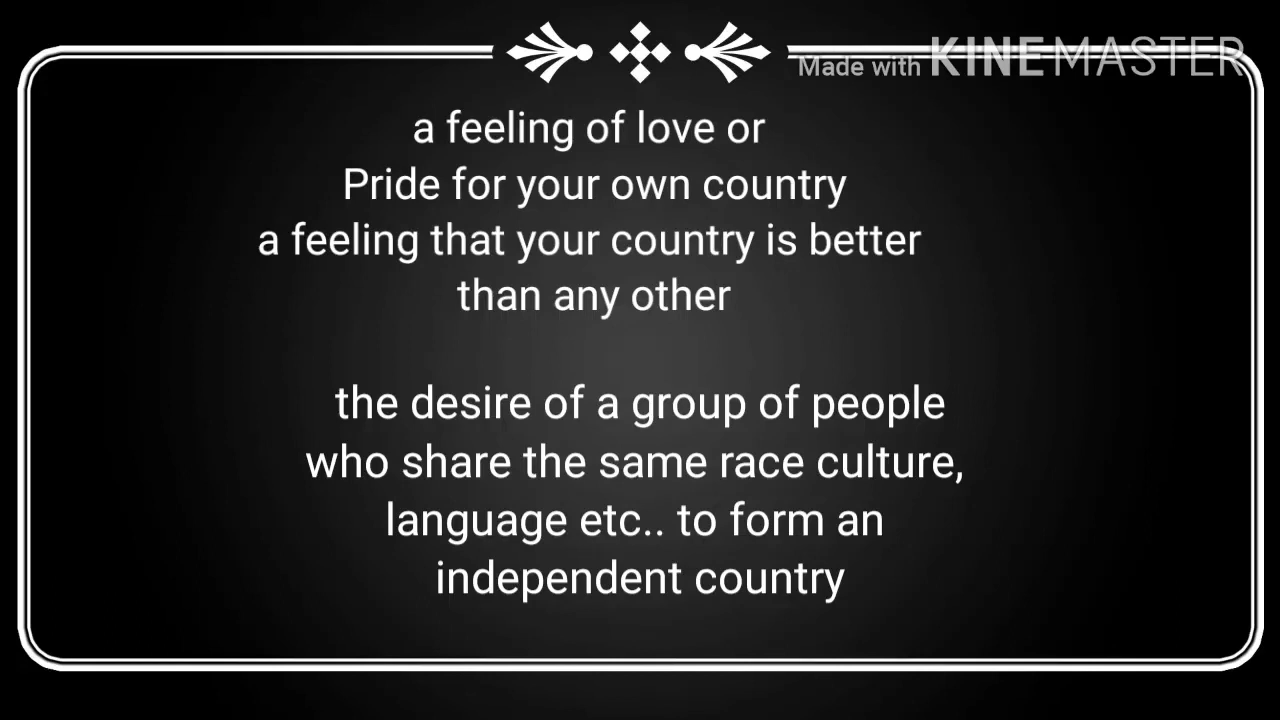 Made with KINEMASTER
a feeling of love or
Pride for your own country
a feeling that your country is better
than any other
the desire of a group of people
who share the same race culture,
language etc.. to form an
independent country